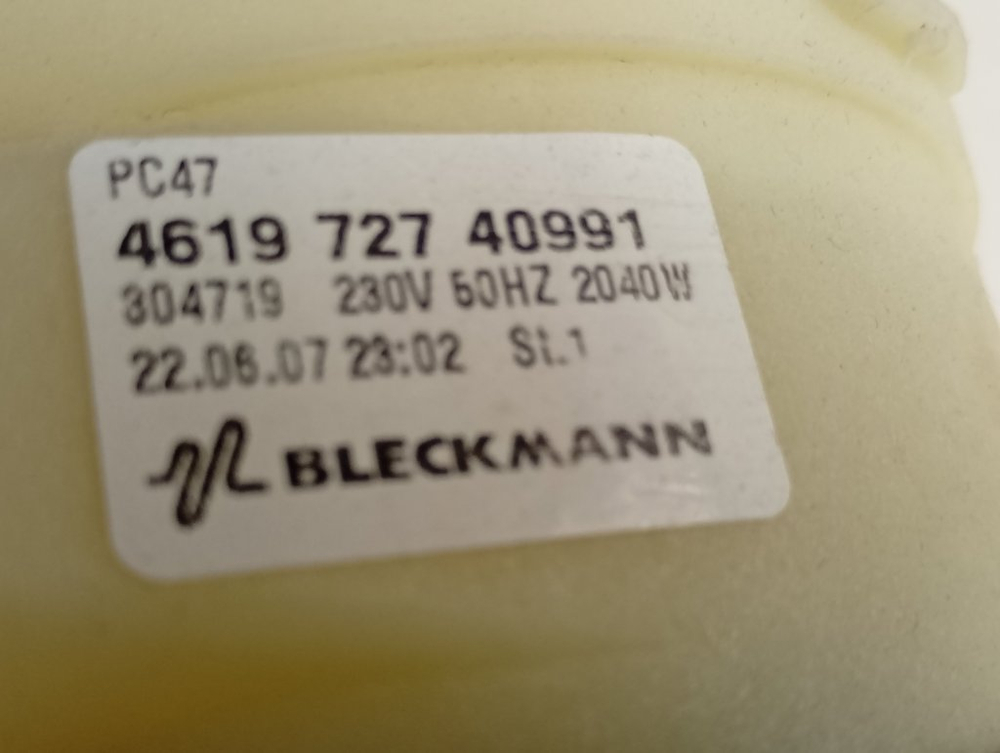 PC47
4619 727 40991
304719 230V 50HZ 2040W
22.06.07 23:02 St.1
BLECKMANN